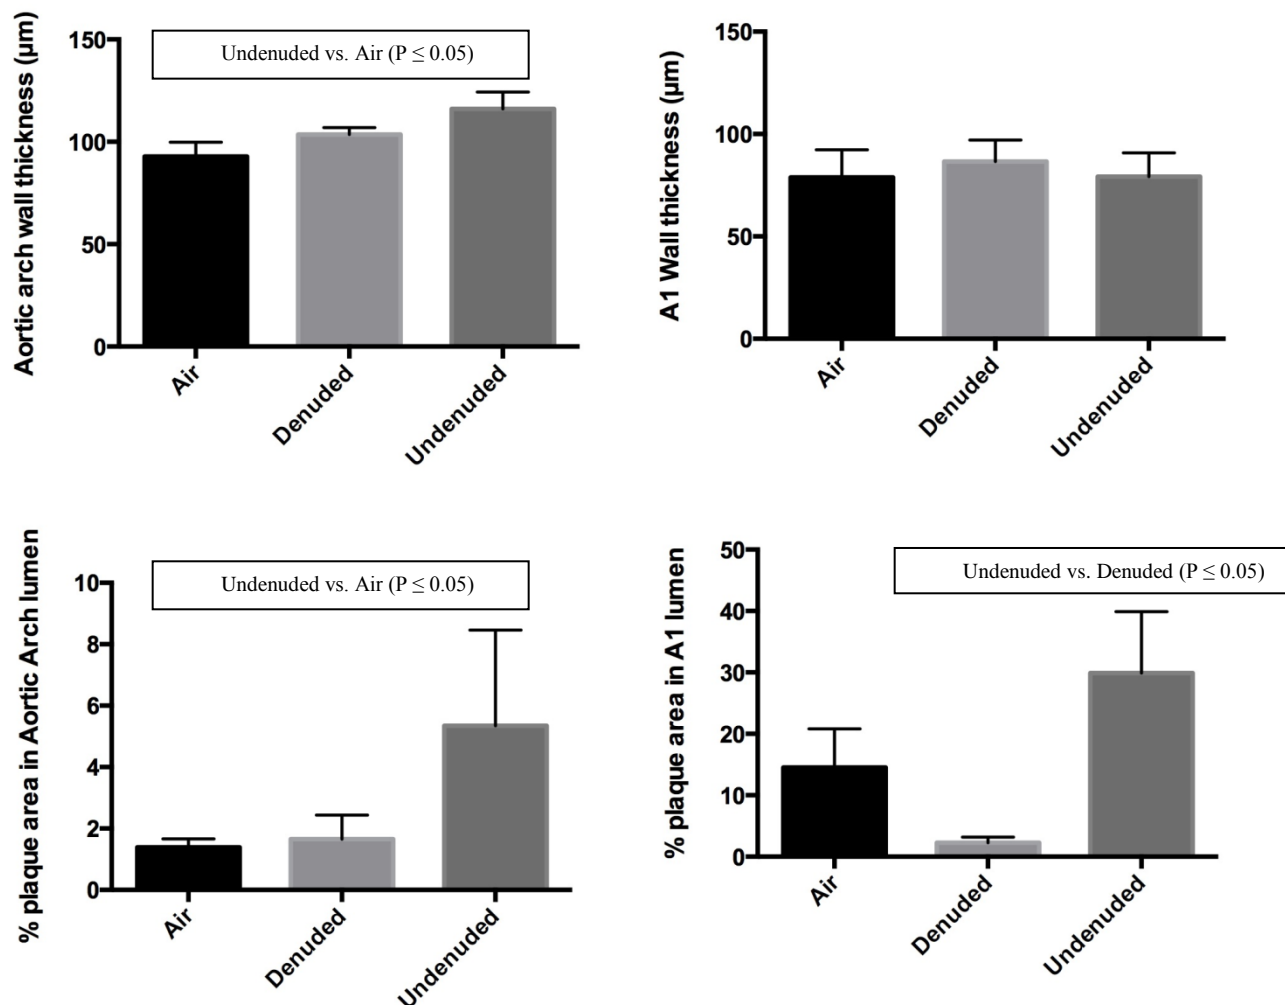 Aortic arch wall thickness (µm)
150
100
50
0
Undenuded vs. Air (P ≤ 0.05)
Air
Denuded
Undenuded
A1 Wall thickness (µm)
150
100
50
0
Air
Denuded
Undenuded
% plaque area in Aortic Arch lumen
10
8
6
4
2
0
Undenuded vs. Air (P ≤ 0.05)
Air
Denuded
Undenuded
% plaque area in A1 lumen
50
40
30
20
10
0
Undenuded vs. Denuded (P ≤ 0.05)
Air
Denuded
Undenuded